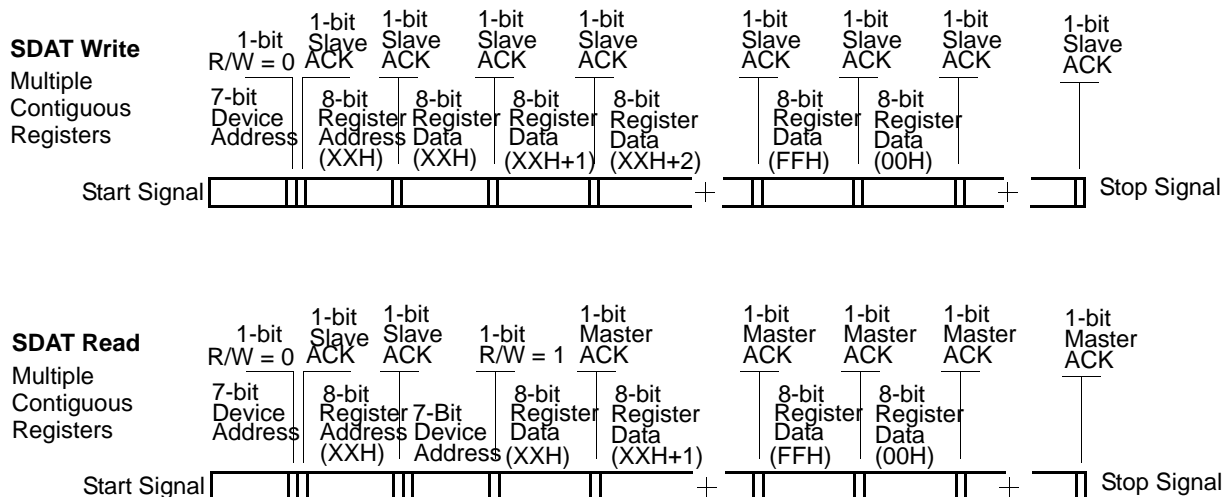 SDAT Write
Multiple
Contiguous
Registers
1-bit
R/W = 0
1-bit
Slave
ACK
1-bit
Slave
ACK
1-bit
Slave
ACK
1-bit
Slave
ACK
1-bit
Slave
ACK
1-bit
Slave
ACK
1-bit
Slave
ACK
1-bit
Slave
ACK
7-bit
Device
Address
8-bit
Register
Address
(XXH)
8-bit
Register
Data
(XXH)
8-bit
Register
Data
(XXH+1)
8-bit
Register
Data
(XXH+2)
8-bit
Register
Data
(FFH)
8-bit
Register
Data
(00H)
Start Signal
Stop Signal
SDAT Read
Multiple
Contiguous
Registers
1-bit
R/W = 0
1-bit
Slave
ACK
1-bit
Slave
ACK
1-bit
R/W = 1
1-bit
Master
ACK
1-bit
Master
ACK
1-bit
Master
ACK
1-bit
Master
ACK
1-bit
Master
ACK
7-bit
Device
Address
8-bit
Register
Address
(XXH)
7-Bit
Device
Address
8-bit
Register
Data
(XXH)
8-bit
Register
Data
(XXH+1)
8-bit
Register
Data
(FFH)
8-bit
Register
Data
(00H)
Start Signal
Stop Signal